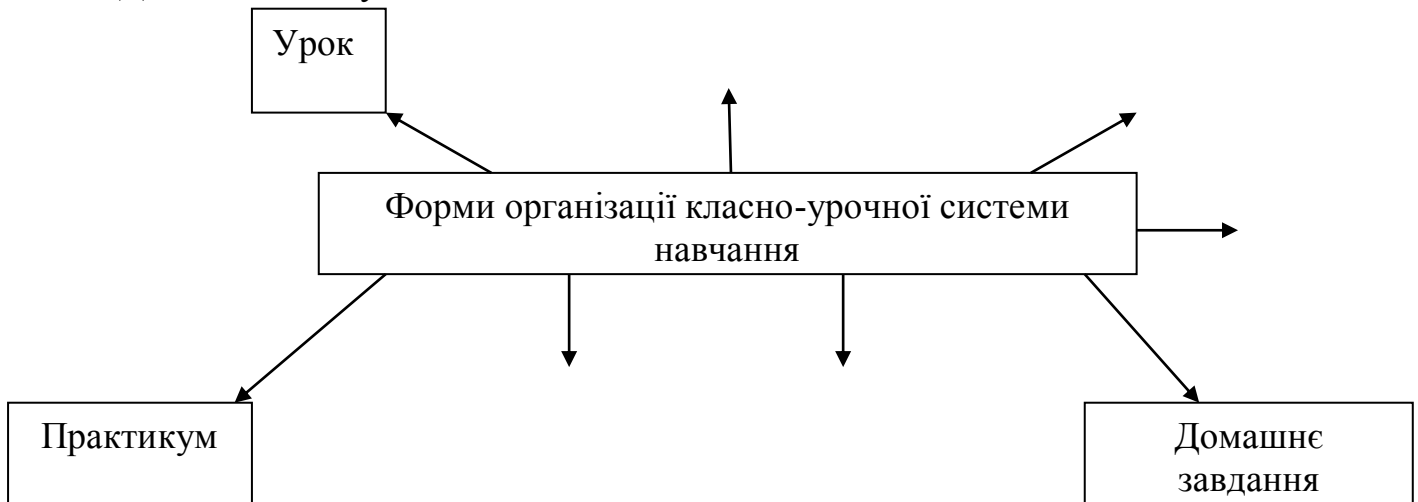 Урок
Форми організації класно-урочної системи
навчання
Практикум
Домашнє
завдання